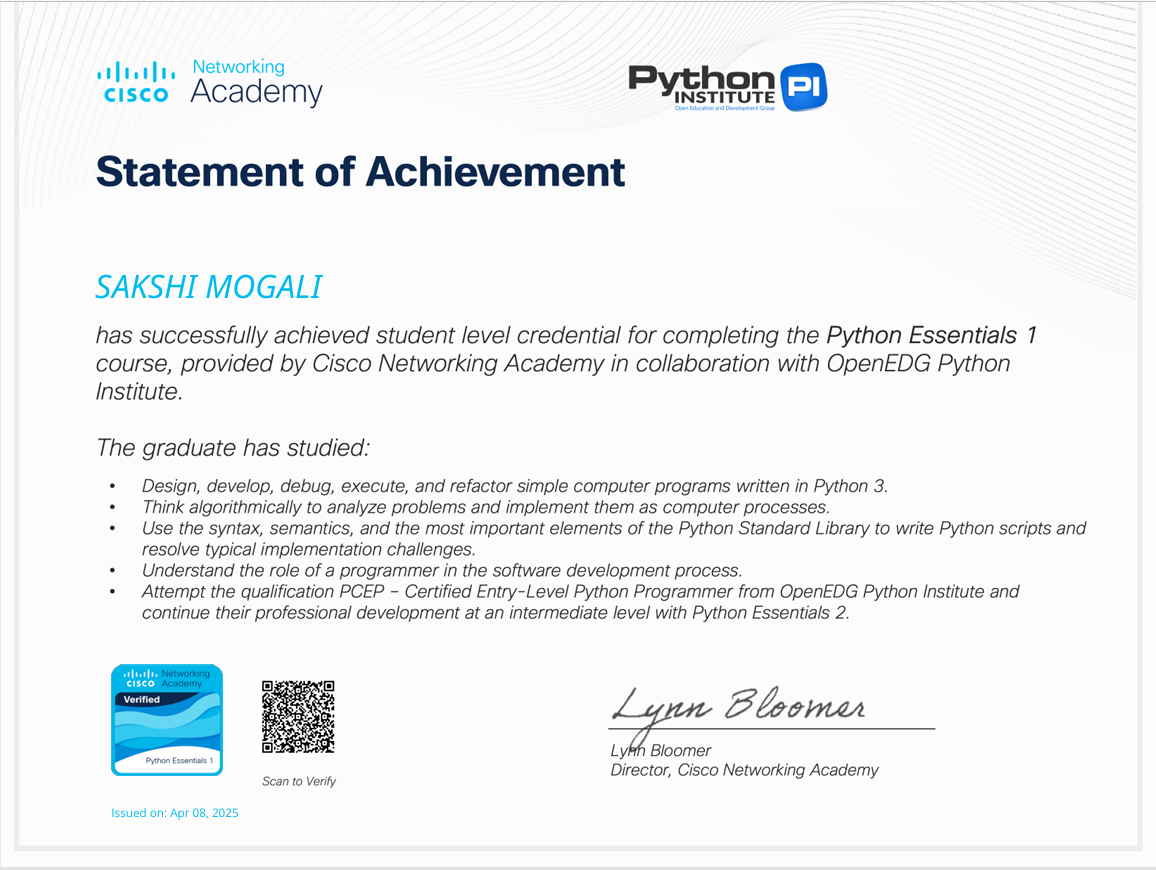 CISCO Networking Academy
Python INSTITUTE PI
Open Education and Development Group
Statement of Achievement
SAKSHI MOGALI
has successfully achieved student level credential for completing the Python Essentials 1
course, provided by Cisco Networking Academy in collaboration with OpenEDG Python
Institute.
The graduate has studied:
• Design, develop, debug, execute, and refactor simple computer programs written in Python 3.
• Think algorithmically to analyze problems and implement them as computer processes.
• Use the syntax, semantics, and the most important elements of the Python Standard Library to write Python scripts and
resolve typical implementation challenges.
• Understand the role of a programmer in the software development process.
• Attempt the qualification PCEP – Certified Entry-Level Python Programmer from OpenEDG Python Institute and
continue their professional development at an intermediate level with Python Essentials 2.
CISCO Networking Academy
Verified
Python Essentials 1
Scan to Verify
Issued on: Apr 08, 2025
Lynn Bloomer
Lynn Bloomer
Director, Cisco Networking Academy